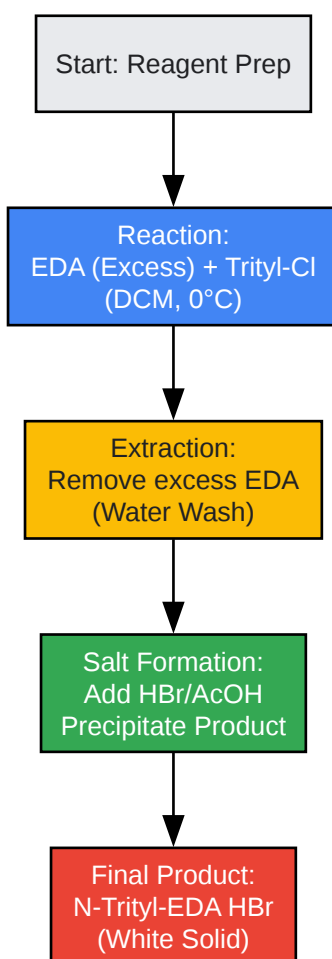 Start: Reagent Prep
Reaction:
EDA (Excess) + Trityl-Cl
(DCM, 0°C)
Extraction:
Remove excess EDA
(Water Wash)
Salt Formation:
Add HBr/AcOH
Precipitate Product
Final Product:
N-Trityl-EDA HBr
(White Solid)